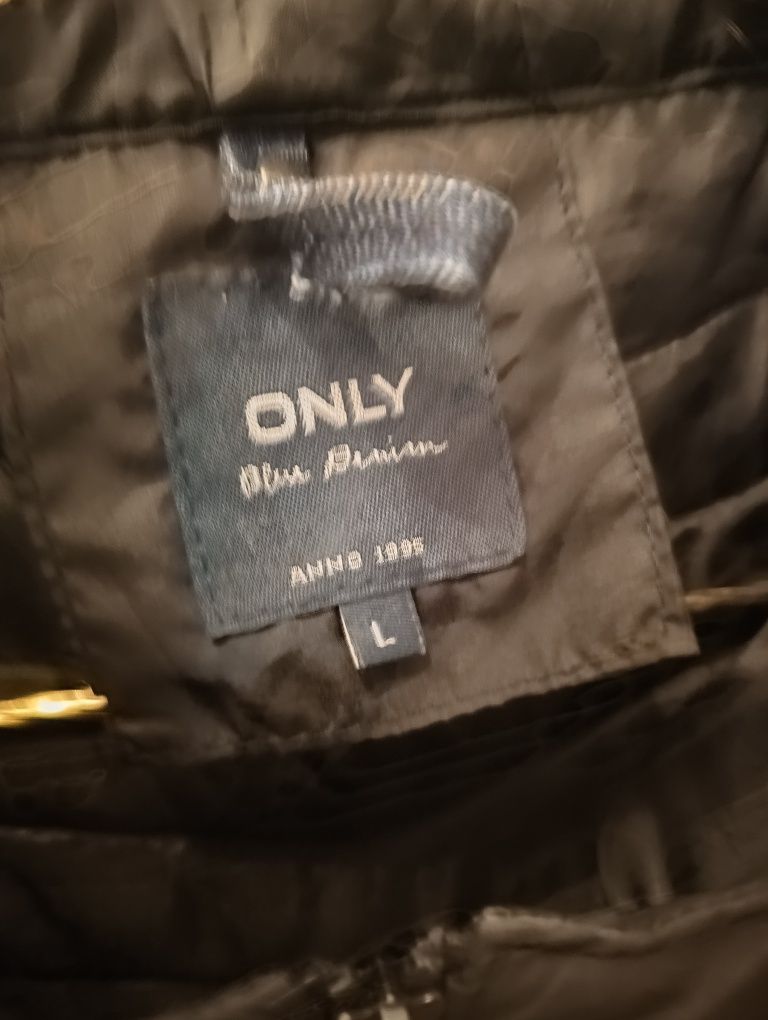 ONLY
Blue Denim
ANNO 1995
L